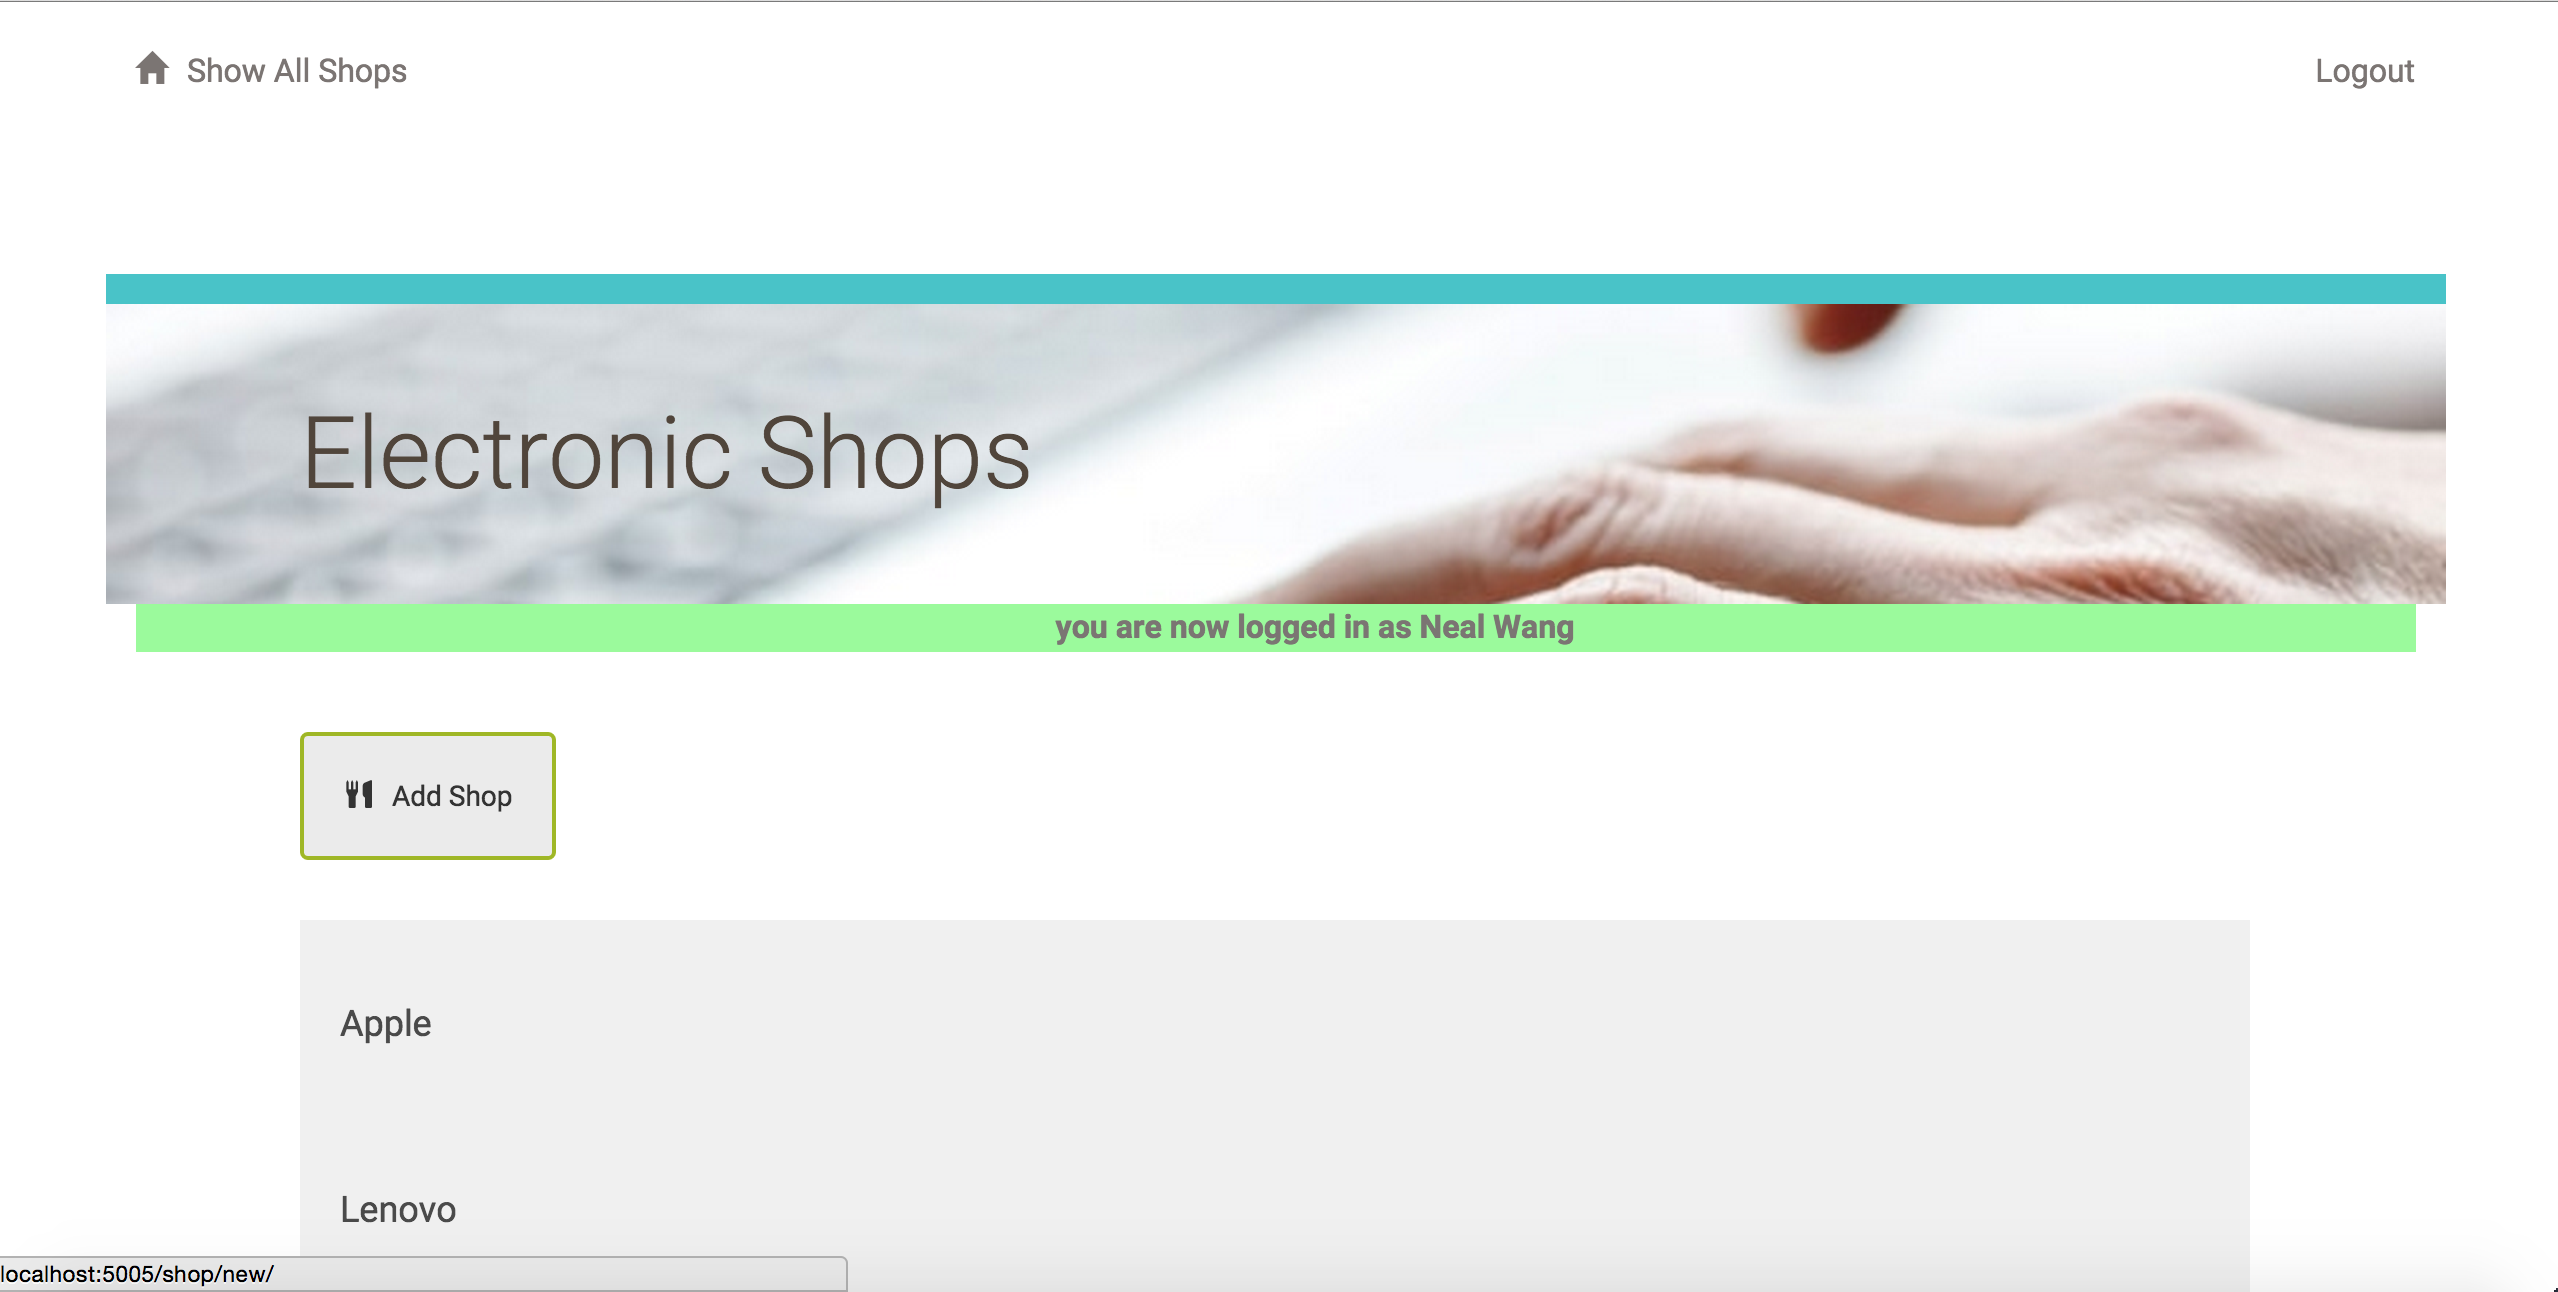 Show All Shops
Logout
Electronic Shops
you are now logged in as Neal Wang
Add Shop
Apple
Lenovo
localhost:5005/shop/new/